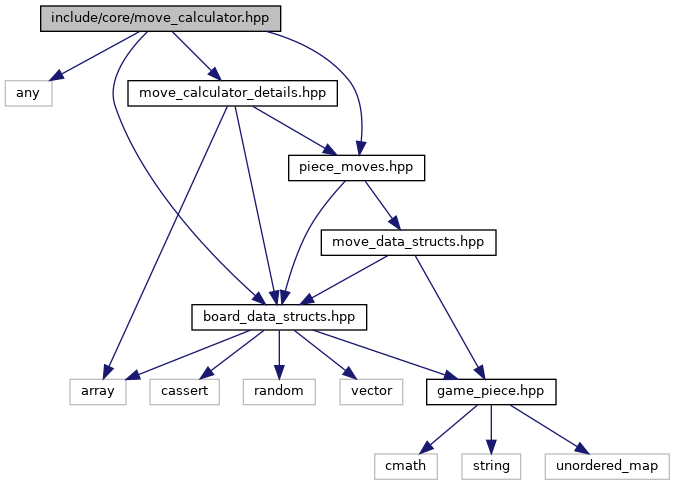 include/core/move_calculator.hpp
any
move_calculator_details.hpp
piece_moves.hpp
move_data_structs.hpp
board_data_structs.hpp
array
cassert
random
vector
game_piece.hpp
cmath
string
unordered_map